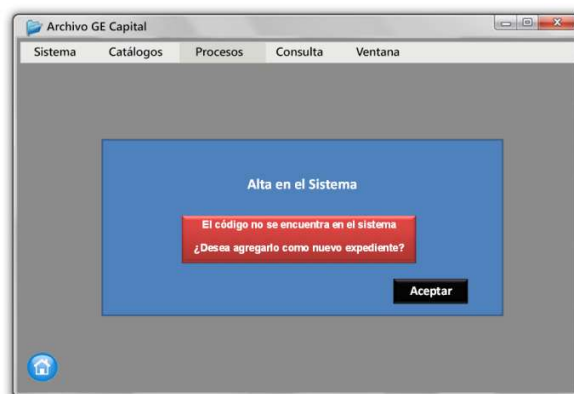 Archivo GE Capital
Sistema Catálogos Procesos Consulta Ventana
Alta en el Sistema
El código no se encuentra en el sistema
¿Desea agregarlo como nuevo expediente?
Aceptar